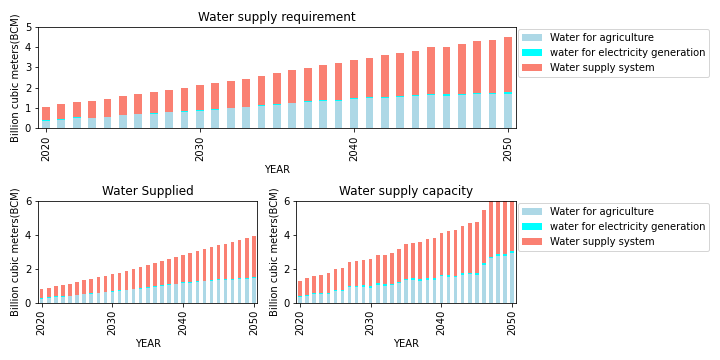 Water supply requirement
Billion cubic meters(BCM)
5
4
3
2
1
0
2020
2030
2040
2050
YEAR
Water for agriculture
water for electricity generation
Water supply system
Water Supplied
Billion cubic meters(BCM)
6
4
2
0
2020
2030
2040
2050
YEAR
Water supply capacity
Billion cubic meters(BCM)
6
4
2
0
2020
2030
2040
2050
YEAR
Water for agriculture
water for electricity generation
Water supply system